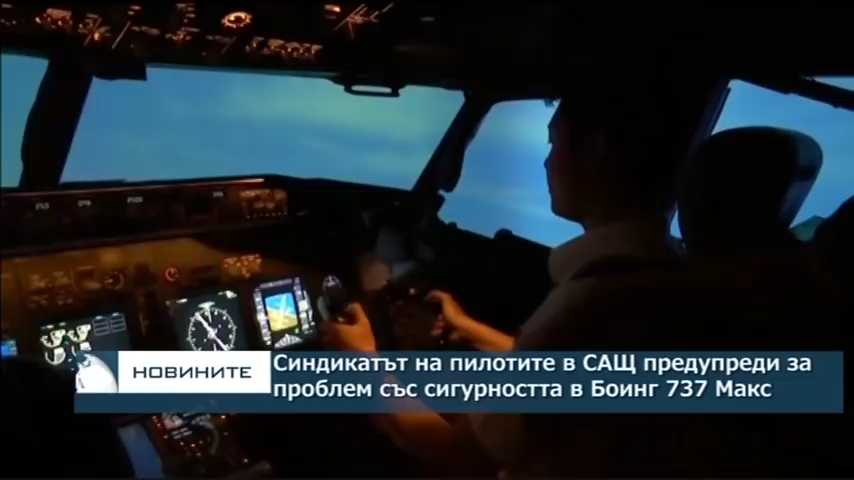 НОВИНИТЕ
Синдикатът на пилотите в САЩ предупреди за
проблем със сигурността в Боинг 737 Макс